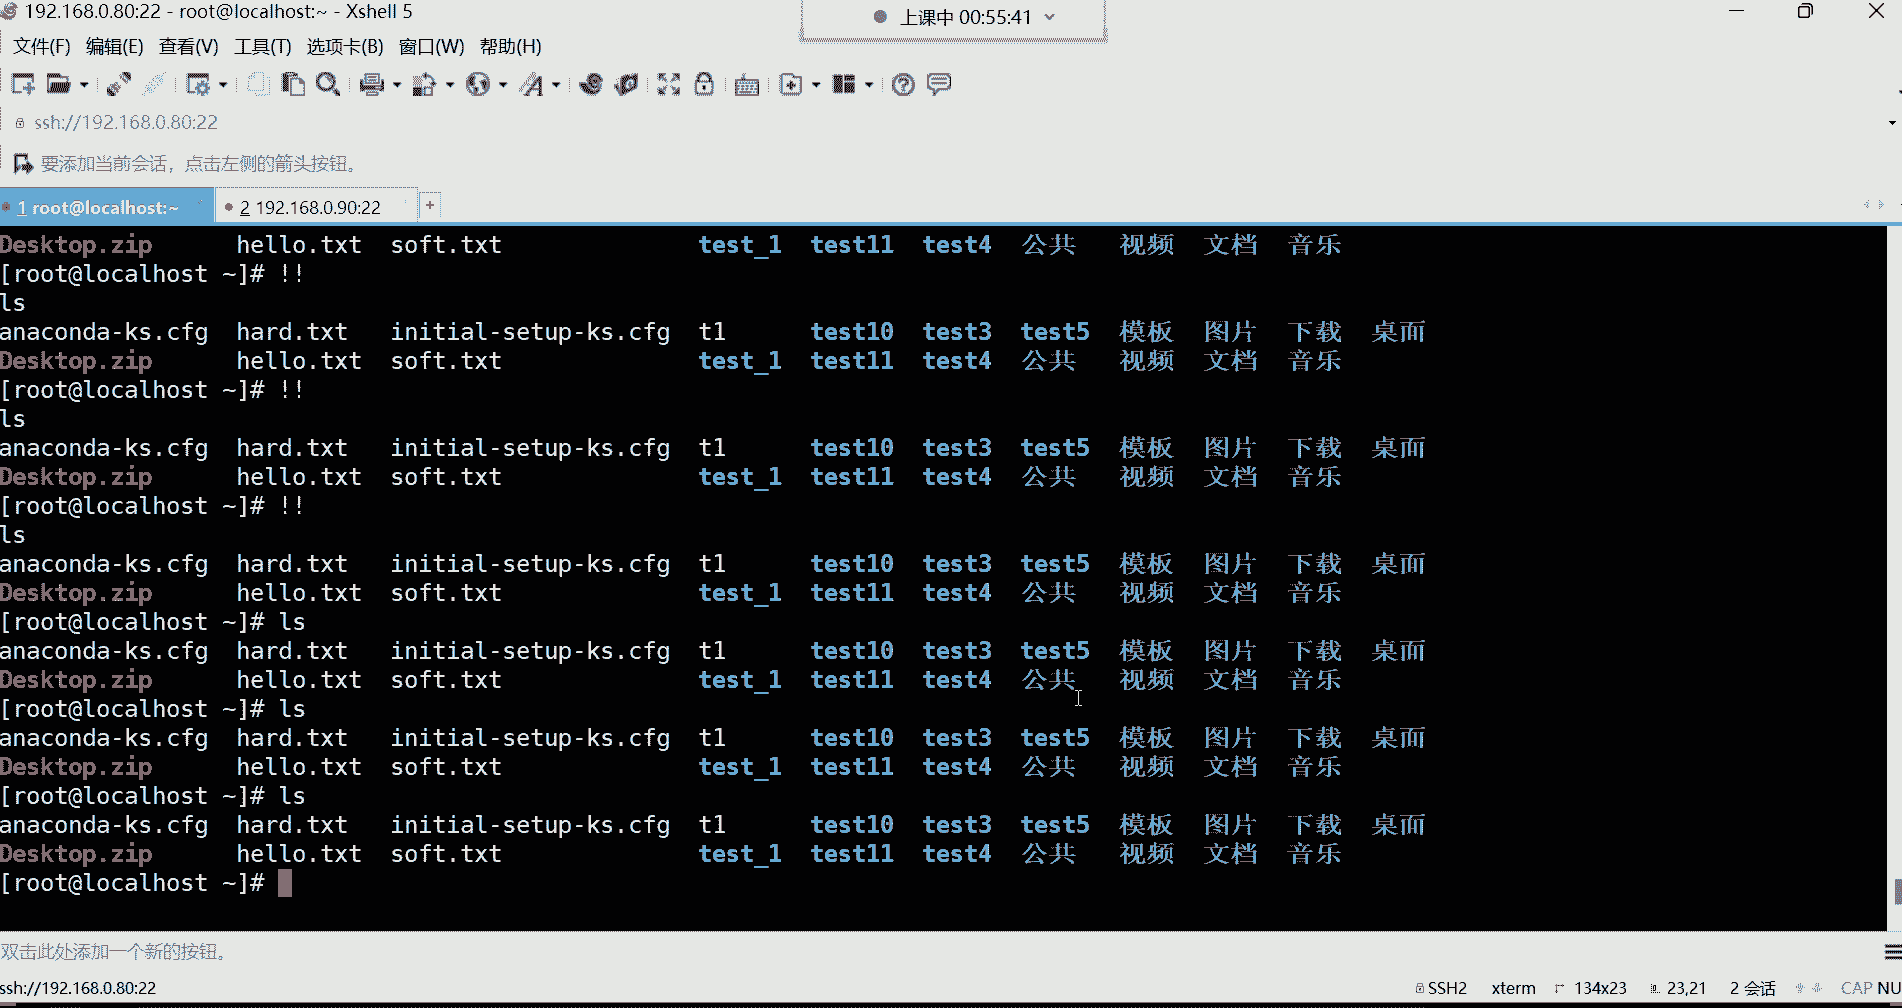 192.168.0.80:22 - root@localhost:~ - Xshell 5
上课中 00:55:41
文件(F) 编辑(E) 查看(V) 工具(T) 选项卡(B) 窗口(W) 帮助(H)
ssh://192.168.0.80:22
要添加当前会话，点击左侧的箭头按钮。
1 root@localhost:~ 2 192.168.0.90:22 +
Desktop.zip hello.txt soft.txt test_1 test11 test4 公共 视频 文档 音乐
[root@localhost ~]# !!
ls
anaconda-ks.cfg hard.txt initial-setup-ks.cfg t1 test10 test3 test5 模板 图片 下载 桌面
Desktop.zip hello.txt soft.txt test_1 test11 test4 公共 视频 文档 音乐
[root@localhost ~]# !!
ls
anaconda-ks.cfg hard.txt initial-setup-ks.cfg t1 test10 test3 test5 模板 图片 下载 桌面
Desktop.zip hello.txt soft.txt test_1 test11 test4 公共 视频 文档 音乐
[root@localhost ~]# !!
ls
anaconda-ks.cfg hard.txt initial-setup-ks.cfg t1 test10 test3 test5 模板 图片 下载 桌面
Desktop.zip hello.txt soft.txt test_1 test11 test4 公共 视频 文档 音乐
[root@localhost ~]# ls
anaconda-ks.cfg hard.txt initial-setup-ks.cfg t1 test10 test3 test5 模板 图片 下载 桌面
Desktop.zip hello.txt soft.txt test_1 test11 test4 公共 视频 文档 音乐
[root@localhost ~]# ls
anaconda-ks.cfg hard.txt initial-setup-ks.cfg t1 test10 test3 test5 模板 图片 下载 桌面
Desktop.zip hello.txt soft.txt test_1 test11 test4 公共 视频 文档 音乐
[root@localhost ~]# ls
anaconda-ks.cfg hard.txt initial-setup-ks.cfg t1 test10 test3 test5 模板 图片 下载 桌面
Desktop.zip hello.txt soft.txt test_1 test11 test4 公共 视频 文档 音乐
[root@localhost ~]#
双击此处添加一个新的按钮。
ssh://192.168.0.80:22 SSH2 xterm 134x23 23,21 2 会话 CAP NU